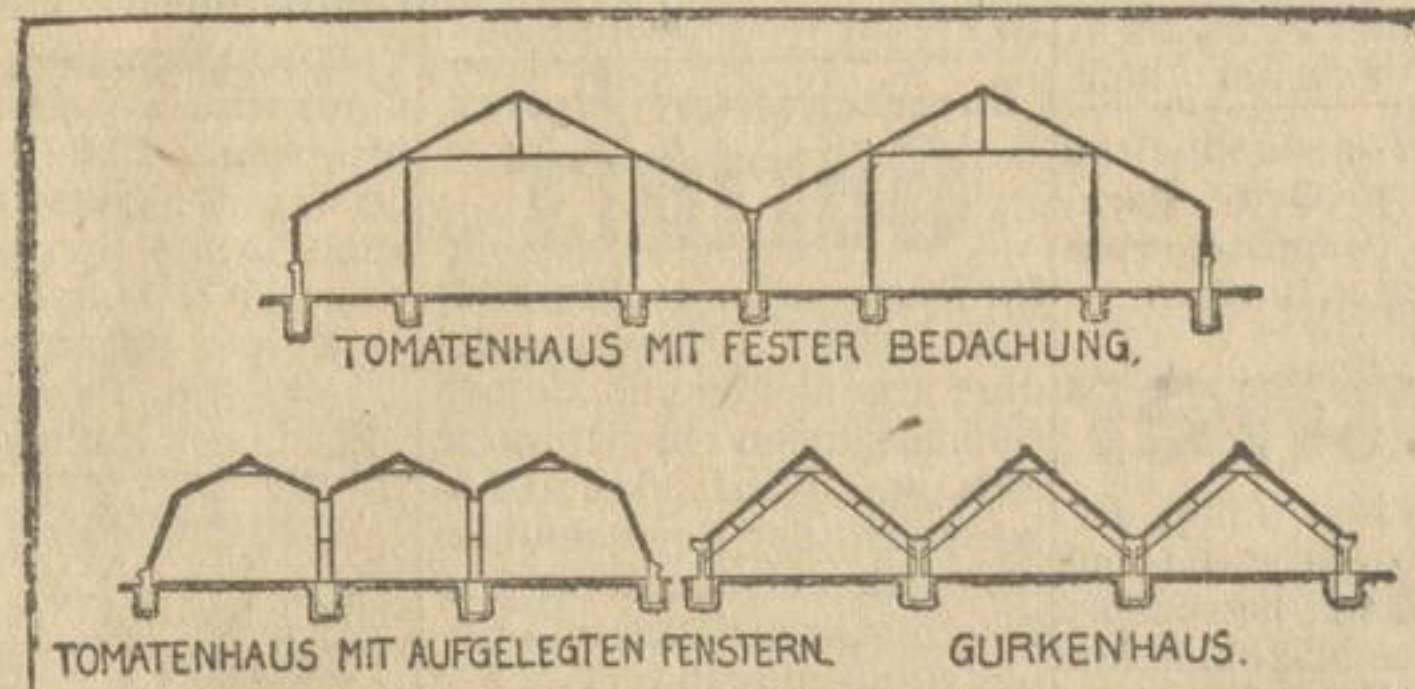 TOMATENHAUS MIT FESTER BEDACHUNG,
TOMATENHAUS MIT AUFGELEGTEN FENSTERN.
GURKENHAUS.